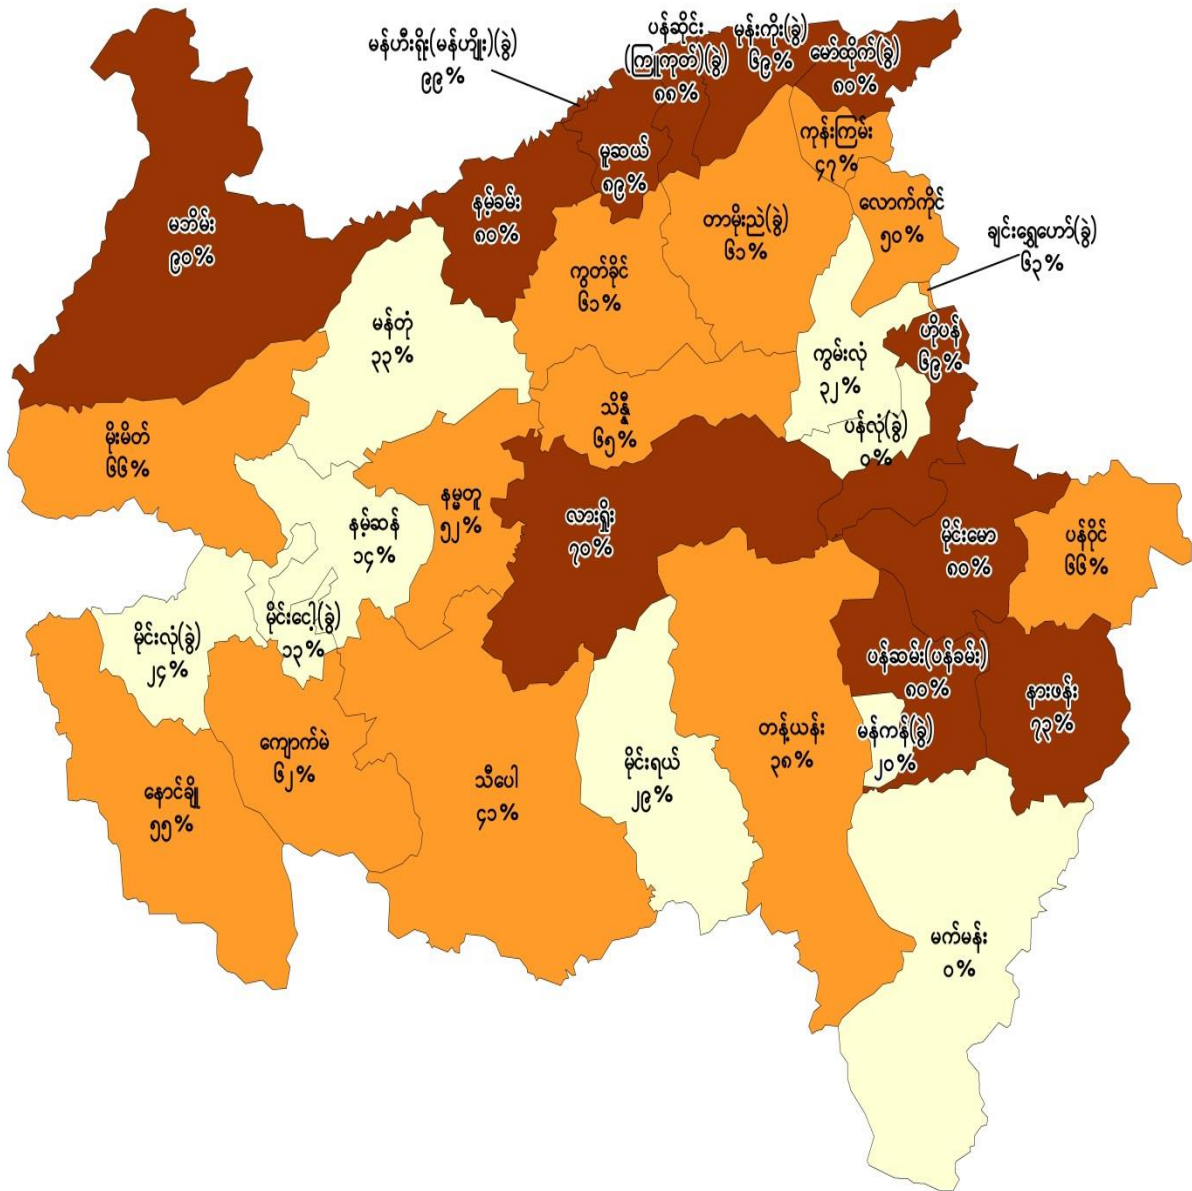 မန်ဟီးရိုး(မန်ဟျိုး)(ခွဲ)
၉၉%
ပန်ဆိုင်း
(ကြူကုတ်)(ခွဲ)
၈၈%
မုန်းကိုး(ခွဲ)
၆၉%
မော်ထိုက်(ခွဲ)
၈၀%
ကုန်းကြမ်း
၄၇%
မူဆယ်
၈၉%
နမ့်ခမ်း
၈၀%
မဘိမ်း
၉၀%
တာမိုးညဲ(ခွဲ)
၆၁%
လောက်ကိုင်
၅၀%
ချင်းရွှေဟော်(ခွဲ)
၆၃%
ကွတ်ခိုင်
၆၁%
မန်တုံ
၃၃%
ဟိုပန်
၆၉%
ကွမ်းလုံ
၃၂%
ပန်လုံ(ခွဲ)
၀%
သိန္နီ
၆၅%
မိုးမိတ်
၆၆%
နမ္မတူ
၅၂%
လားရှိုး
၇၀%
နမ့်ဆန်
၁၄%
မိုင်းမော
၈၀%
ပန်ဝိုင်
၆၆%
မိုင်းငေါ့(ခွဲ)
၁၃%
မိုင်းလုံ(ခွဲ)
၂၄%
ပန်ဆမ်း(ပန်ခမ်း)
၈၀%
နားဖန်း
၇၃%
မန်ကန်(ခွဲ)
၂၀%
တန့်ယန်း
၃၈%
ကျောက်မဲ
၆၂%
မိုင်းရယ်
၂၉%
သီပေါ
၄၁%
နောင်ချို
၅၅%
မက်မန်း
၀%